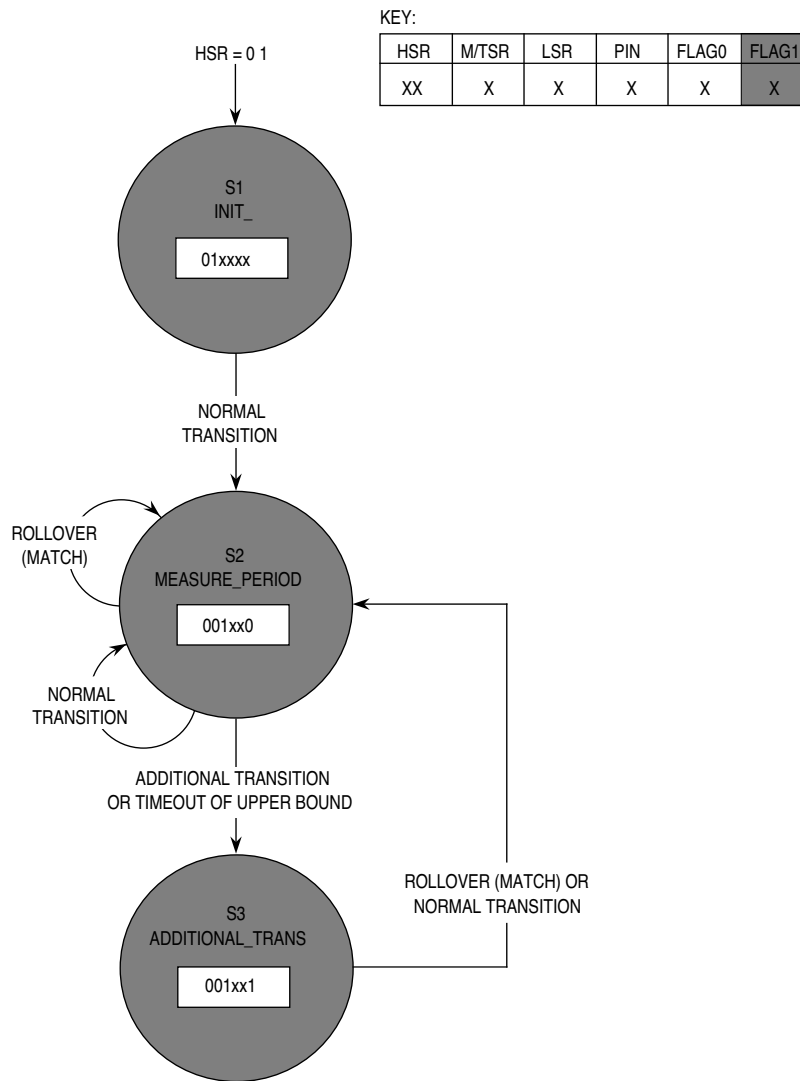 KEY:
HSR M/TSR LSR PIN FLAG0 FLAG1
XX X X X X X
HSR = 0 1
S1
INIT_
01xxxx
NORMAL
TRANSITION
ROLLOVER
(MATCH)
S2
MEASURE_PERIOD
001xx0
NORMAL
TRANSITION
ADDITIONAL TRANSITION
OR TIMEOUT OF UPPER BOUND
ROLLOVER (MATCH) OR
NORMAL TRANSITION
S3
ADDITIONAL_TRANS
001xx1